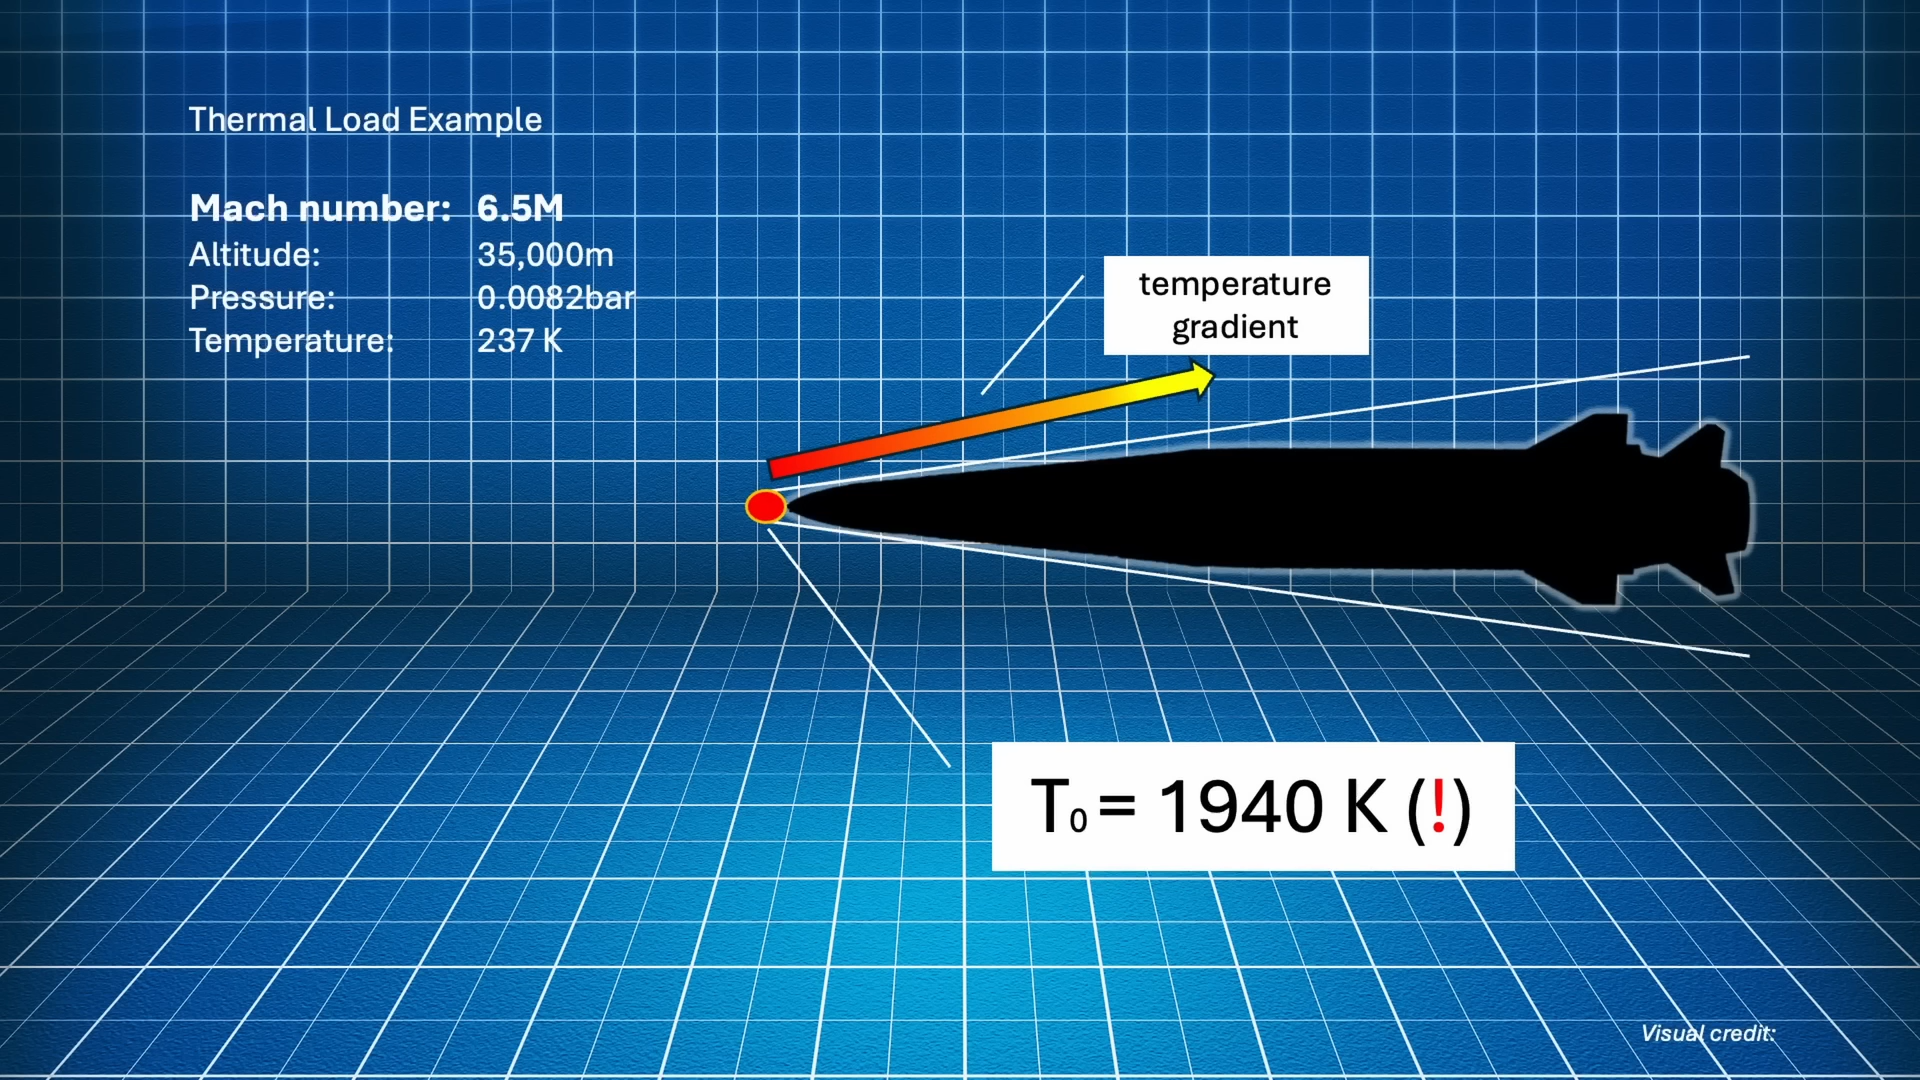 Thermal Load Example
Mach number: 6.5M
Altitude: 35,000m
Pressure: 0.0082bar
Temperature: 237 K
temperature
gradient
T₀ = 1940 K (!)
Visual credit: